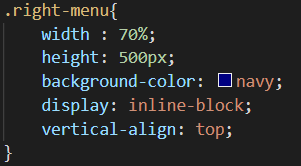 .right-menu{
    width : 70%;
    height: 500px;
    background-color: navy;
    display: inline-block;
    vertical-align: top;
}